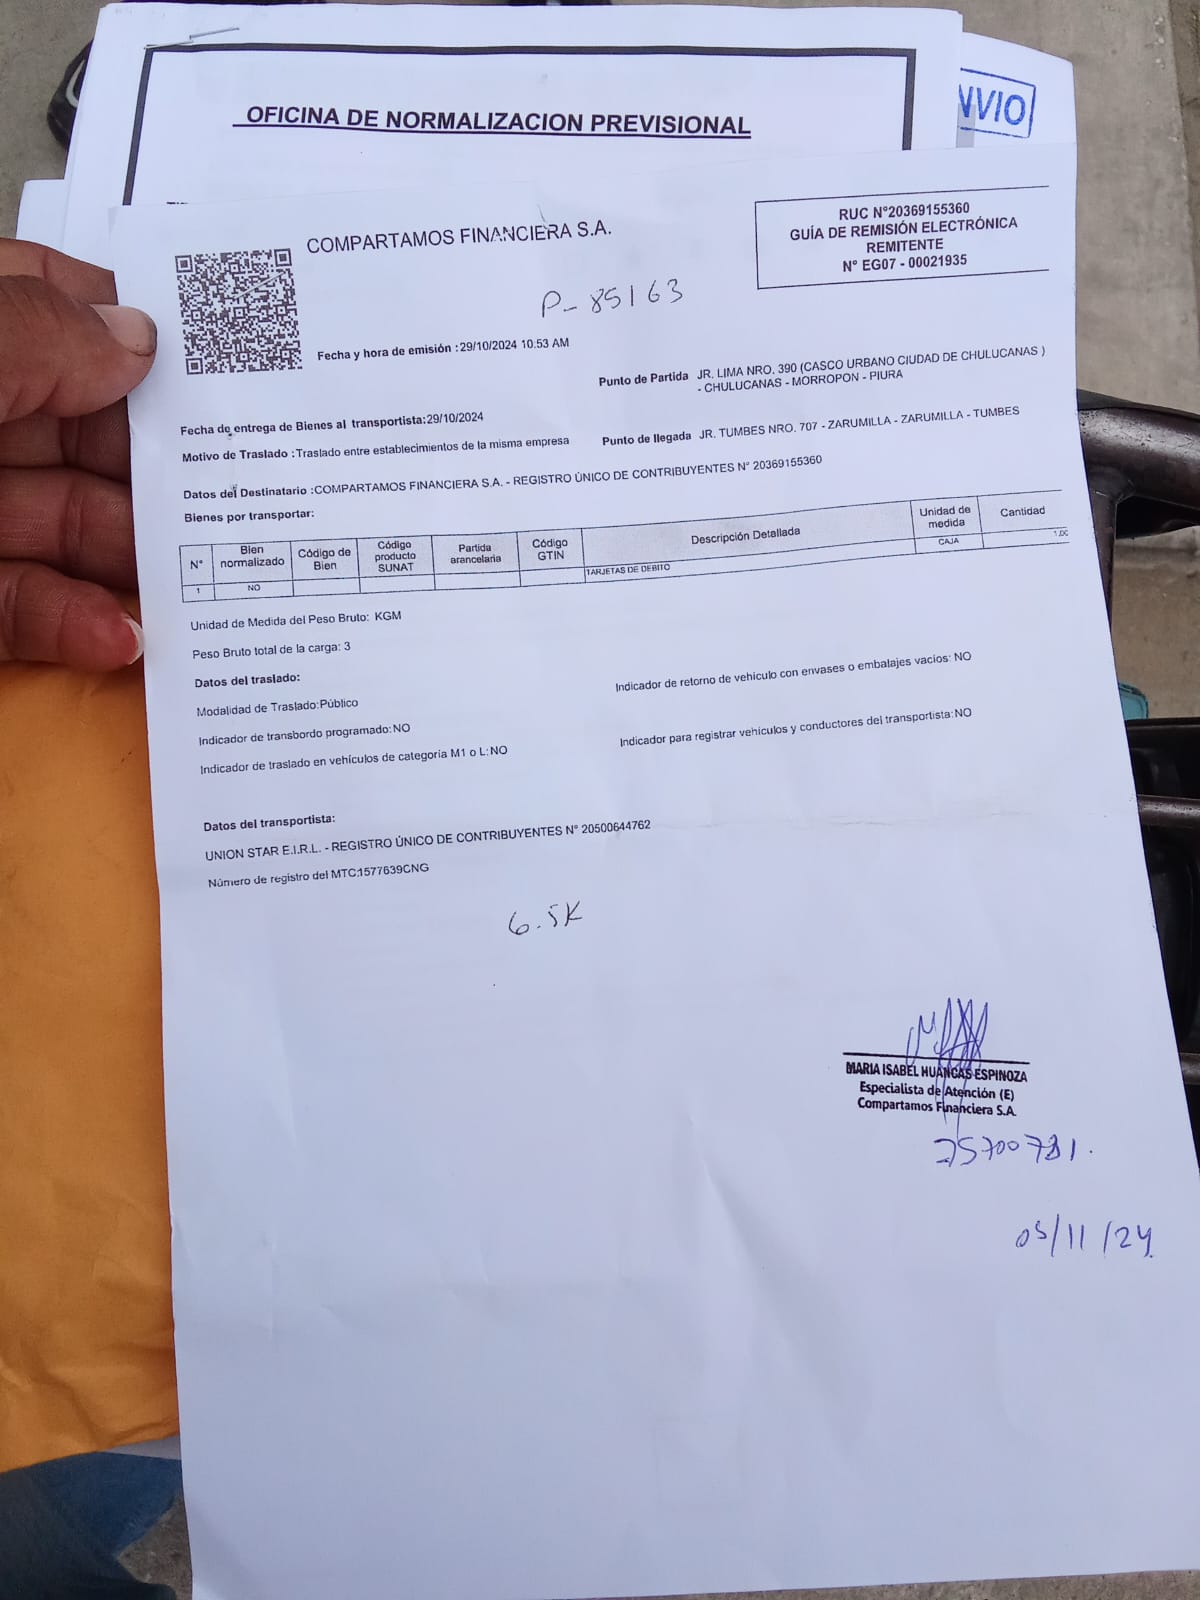 NVIO
OFICINA DE NORMALIZACION PREVISIONAL
COMPARTAMOS FINANCIERA S.A.
RUC N°20369155360
GUÍA DE REMISIÓN ELECTRÓNICA
REMITENTE
N° EG07 - 00021935
P- 85163
Fecha y hora de emisión :29/10/2024 10:53 AM
Punto de Partida JR. LIMA NRO. 390 (CASCO URBANO CIUDAD DE CHULUCANAS )
- CHULUCANAS - MORROPON - PIURA
Fecha de entrega de Bienes al transportista:29/10/2024
Motivo de Traslado :Traslado entre establecimientos de la misma empresa
Punto de llegada JR. TUMBES NRO. 707 - ZARUMILLA - ZARUMILLA - TUMBES
Datos del Destinatario :COMPARTAMOS FINANCIERA S.A. - REGISTRO ÚNICO DE CONTRIBUYENTES N° 20369155360
Bienes por transportar:
N° Bien normalizado Código de Bien Código producto SUNAT Partida arancelaria Código GTIN Descripción Detallada Unidad de medida Cantidad
1 NO TARJETAS DE DEBITO CAJA
Unidad de Medida del Peso Bruto: KGM
Peso Bruto total de la carga: 3
Datos del traslado:
Modalidad de Traslado:Público
Indicador de retorno de vehículo con envases o embalajes vacíos: NO
Indicador de transbordo programado:NO
Indicador para registrar vehículos y conductores del transportista:NO
Indicador de traslado en vehículos de categoría M1 o L:NO
Datos del transportista:
UNION STAR E.I.R.L. - REGISTRO ÚNICO DE CONTRIBUYENTES N° 20500644762
Número de registro del MTC:1577639CNG
6.5K
MARIA ISABEL HUANCAS ESPINOZA
Especialista de Atención (E)
Compartamos Financiera S.A.
75700781.
05/11/24